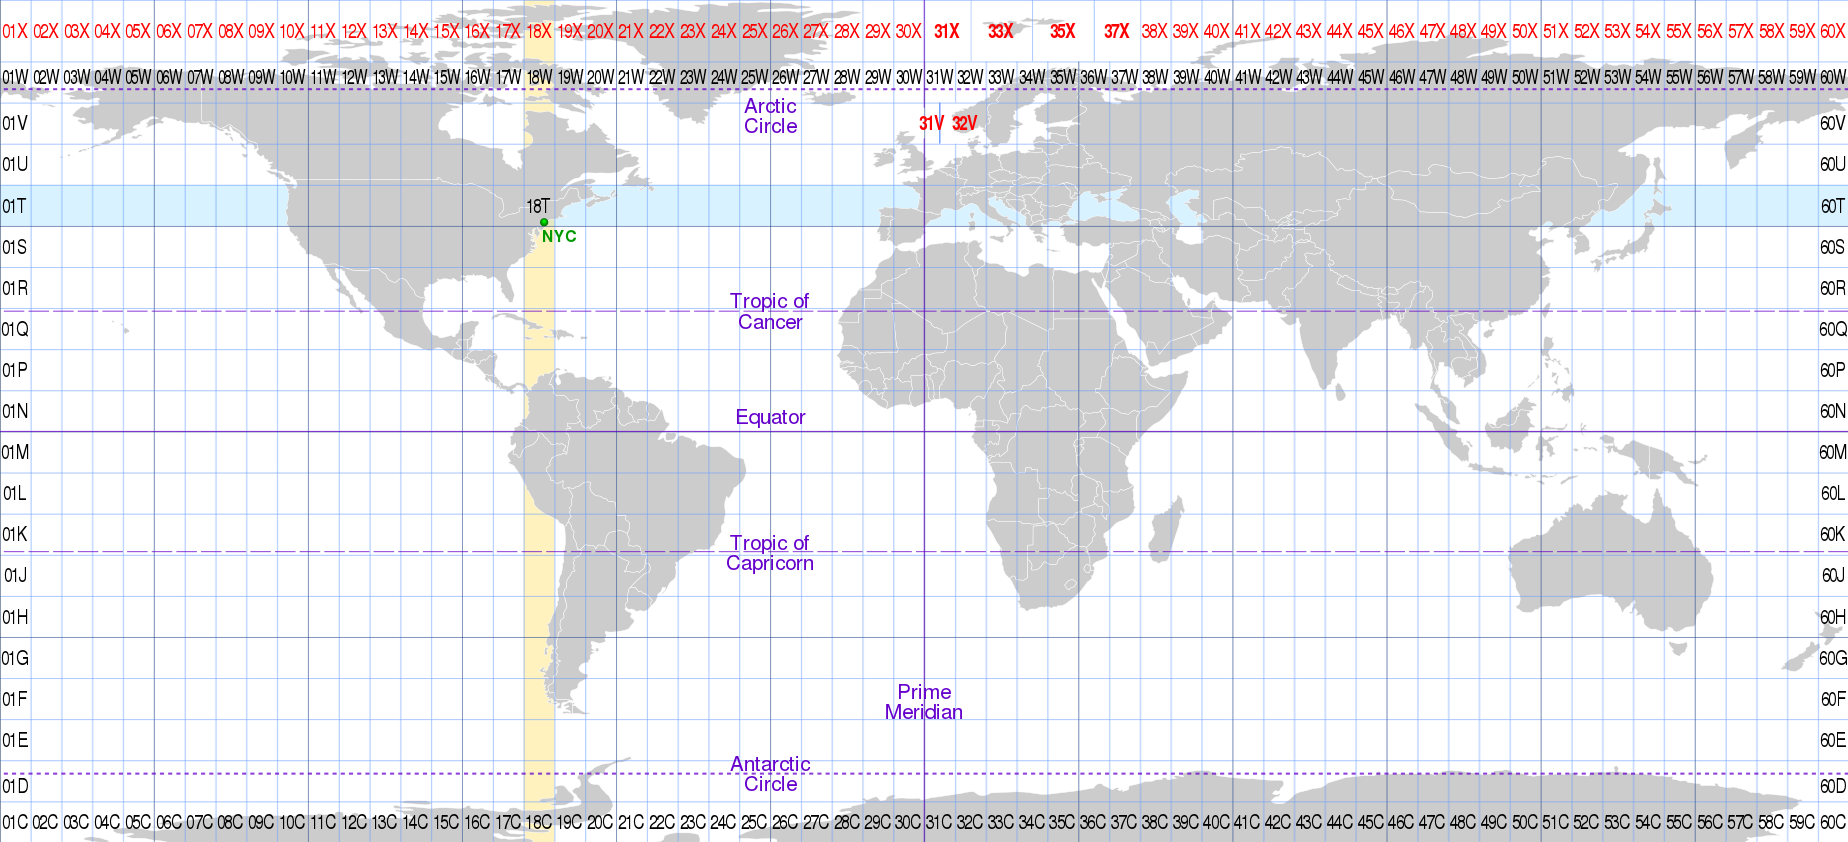 01X 02X 03X 04X 05X 06X 07X 08X 09X 10X 11X 12X 13X 14X 15X 16X 17X 18X 19X 20X 21X 22X 23X 24X 25X 26X 27X 28X 29X 30X 31X 33X 35X 37X 38X 39X 40X 41X 42X 43X 44X 45X 46X 47X 48X 49X 50X 51X 52X 53X 54X 55X 56X 57X 58X 59X 60X
01W 02W 03W 04W 05W 06W 07W 08W 09W 10W 11W 12W 13W 14W 15W 16W 17W 18W 19W 20W 21W 22W 23W 24W 25W 26W 27W 28W 29W 30W 31W 32W 33W 34W 35W 36W 37W 38W 39W 40W 41W 42W 43W 44W 45W 46W 47W 48W 49W 50W 51W 52W 53W 54W 55W 56W 57W 58W 59W 60W
Arctic
Circle
01V 31V 32V 60V
01U 60U
01T 18T 60T
NYC
01S 60S
01R 60R
Tropic of
Cancer
01Q 60Q
01P 60P
01N Equator 60N
01M 60M
01L 60L
01K 60K
Tropic of
Capricorn
01J 60J
01H 60H
01G 60G
Prime
Meridian
01F 60F
01E 60E
Antarctic
Circle
01D 60D
01C 02C 03C 04C 05C 06C 07C 08C 09C 10C 11C 12C 13C 14C 15C 16C 17C 18C 19C 20C 21C 22C 23C 24C 25C 26C 27C 28C 29C 30C 31C 32C 33C 34C 35C 36C 37C 38C 39C 40C 41C 42C 43C 44C 45C 46C 47C 48C 49C 50C 51C 52C 53C 54C 55C 56C 57C 58C 59C 60C